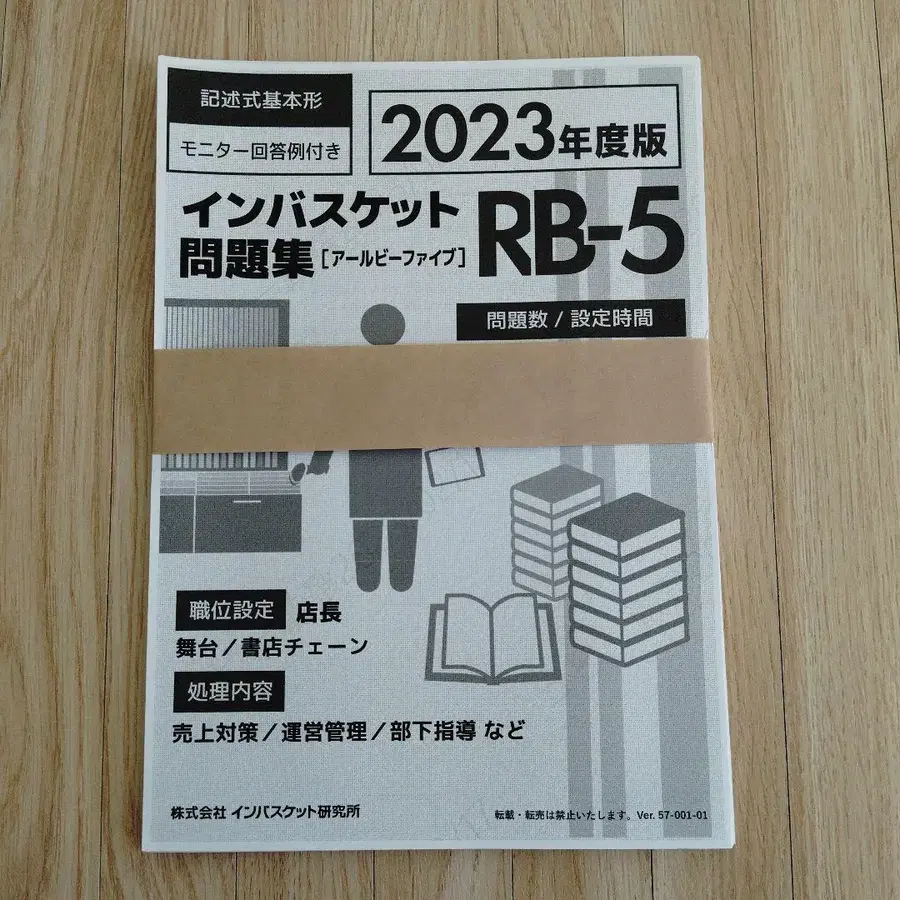 記述式基本形
モニター回答例付き
2023年度版
インバスケット
問題集[アールビーファイブ]
RB-5
問題数 / 設定時間
職位設定 店長
舞台/書店チェーン
処理内容
売上対策/運営管理/部下指導 など
株式会社 インバスケット研究所
転載・転売は禁止いたします。Ver. 57-001-01